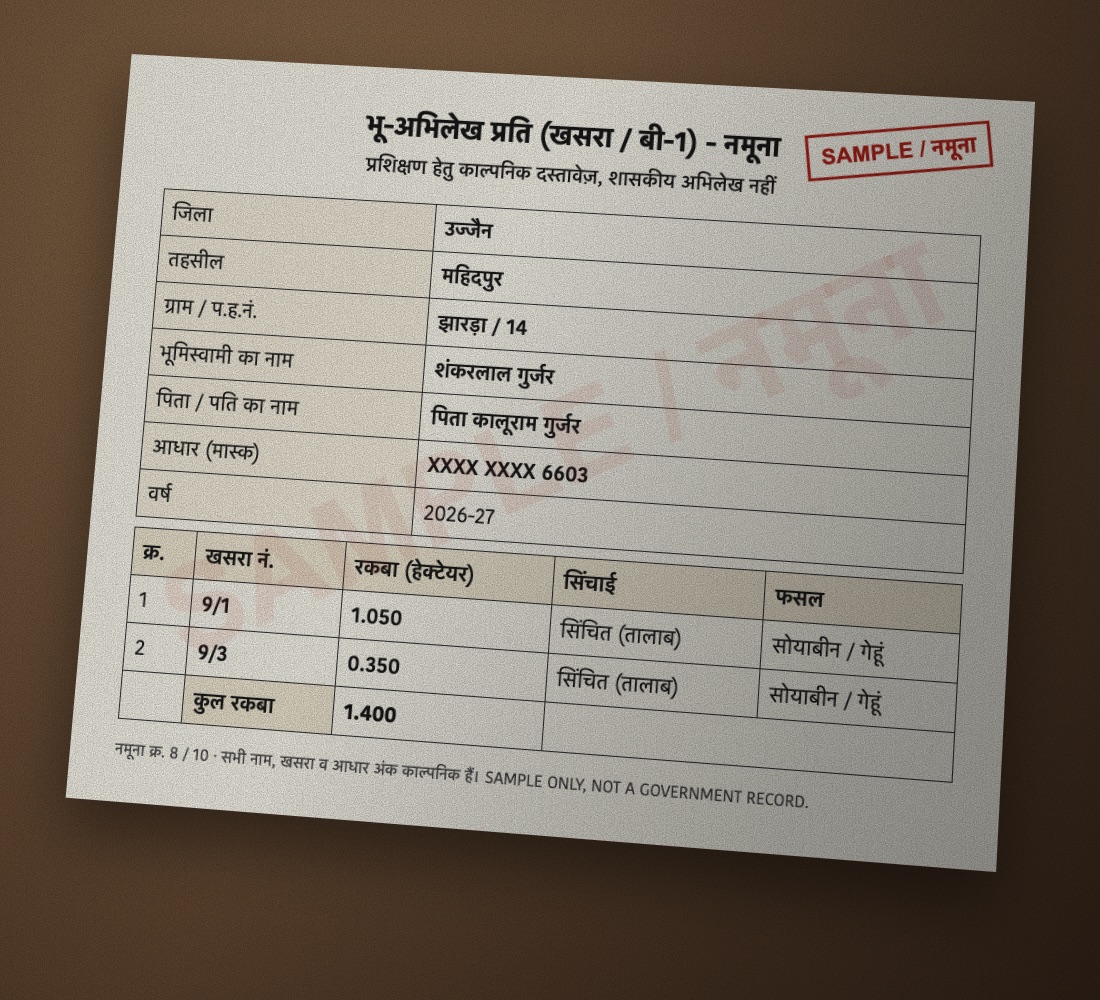 भू-अभिलेख प्रति (खसरा / बी-1) - नमूना
SAMPLE / नमूना
प्रशिक्षण हेतु काल्पनिक दस्तावेज़, शासकीय अभिलेख नहीं
जिला उज्जैन
तहसील महिदपुर
ग्राम / प.ह.नं. झारड़ा / 14
भूमिस्वामी का नाम शंकरलाल गुर्जर
पिता / पति का नाम पिता कालूराम गुर्जर
आधार (मास्क) XXXX XXXX 6603
वर्ष 2026-27
SAMPLE / नमूना
क्र. खसरा नं. रकबा (हेक्टेयर) सिंचाई फसल
1 9/1 1.050 सिंचित (तालाब) सोयाबीन / गेहूं
2 9/3 0.350 सिंचित (तालाब) सोयाबीन / गेहूं
कुल रकबा 1.400
नमूना क्र. 8 / 10 · सभी नाम, खसरा व आधार अंक काल्पनिक हैं। SAMPLE ONLY, NOT A GOVERNMENT RECORD.